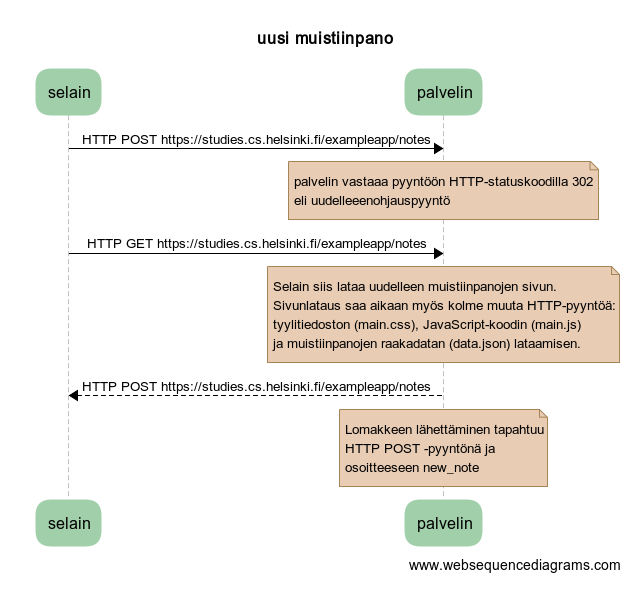 uusi muistiinpano
selain
palvelin
HTTP POST https://studies.cs.helsinki.fi/exampleapp/notes
palvelin vastaaa pyyntöön HTTP-statuskoodilla 302
eli uudelleeenohjauspyyntö
HTTP GET https://studies.cs.helsinki.fi/exampleapp/notes
Selain siis lataa uudelleen muistiinpanojen sivun.
Sivunlataus saa aikaan myös kolme muuta HTTP-pyyntöä:
tyylitiedoston (main.css), JavaScript-koodin (main.js)
ja muistiinpanojen raakadatan (data.json) lataamisen.
HTTP POST https://studies.cs.helsinki.fi/exampleapp/notes
Lomakkeen lähettäminen tapahtuu
HTTP POST -pyyntönä ja
osoitteeseen new_note
selain
palvelin
www.websequencediagrams.com